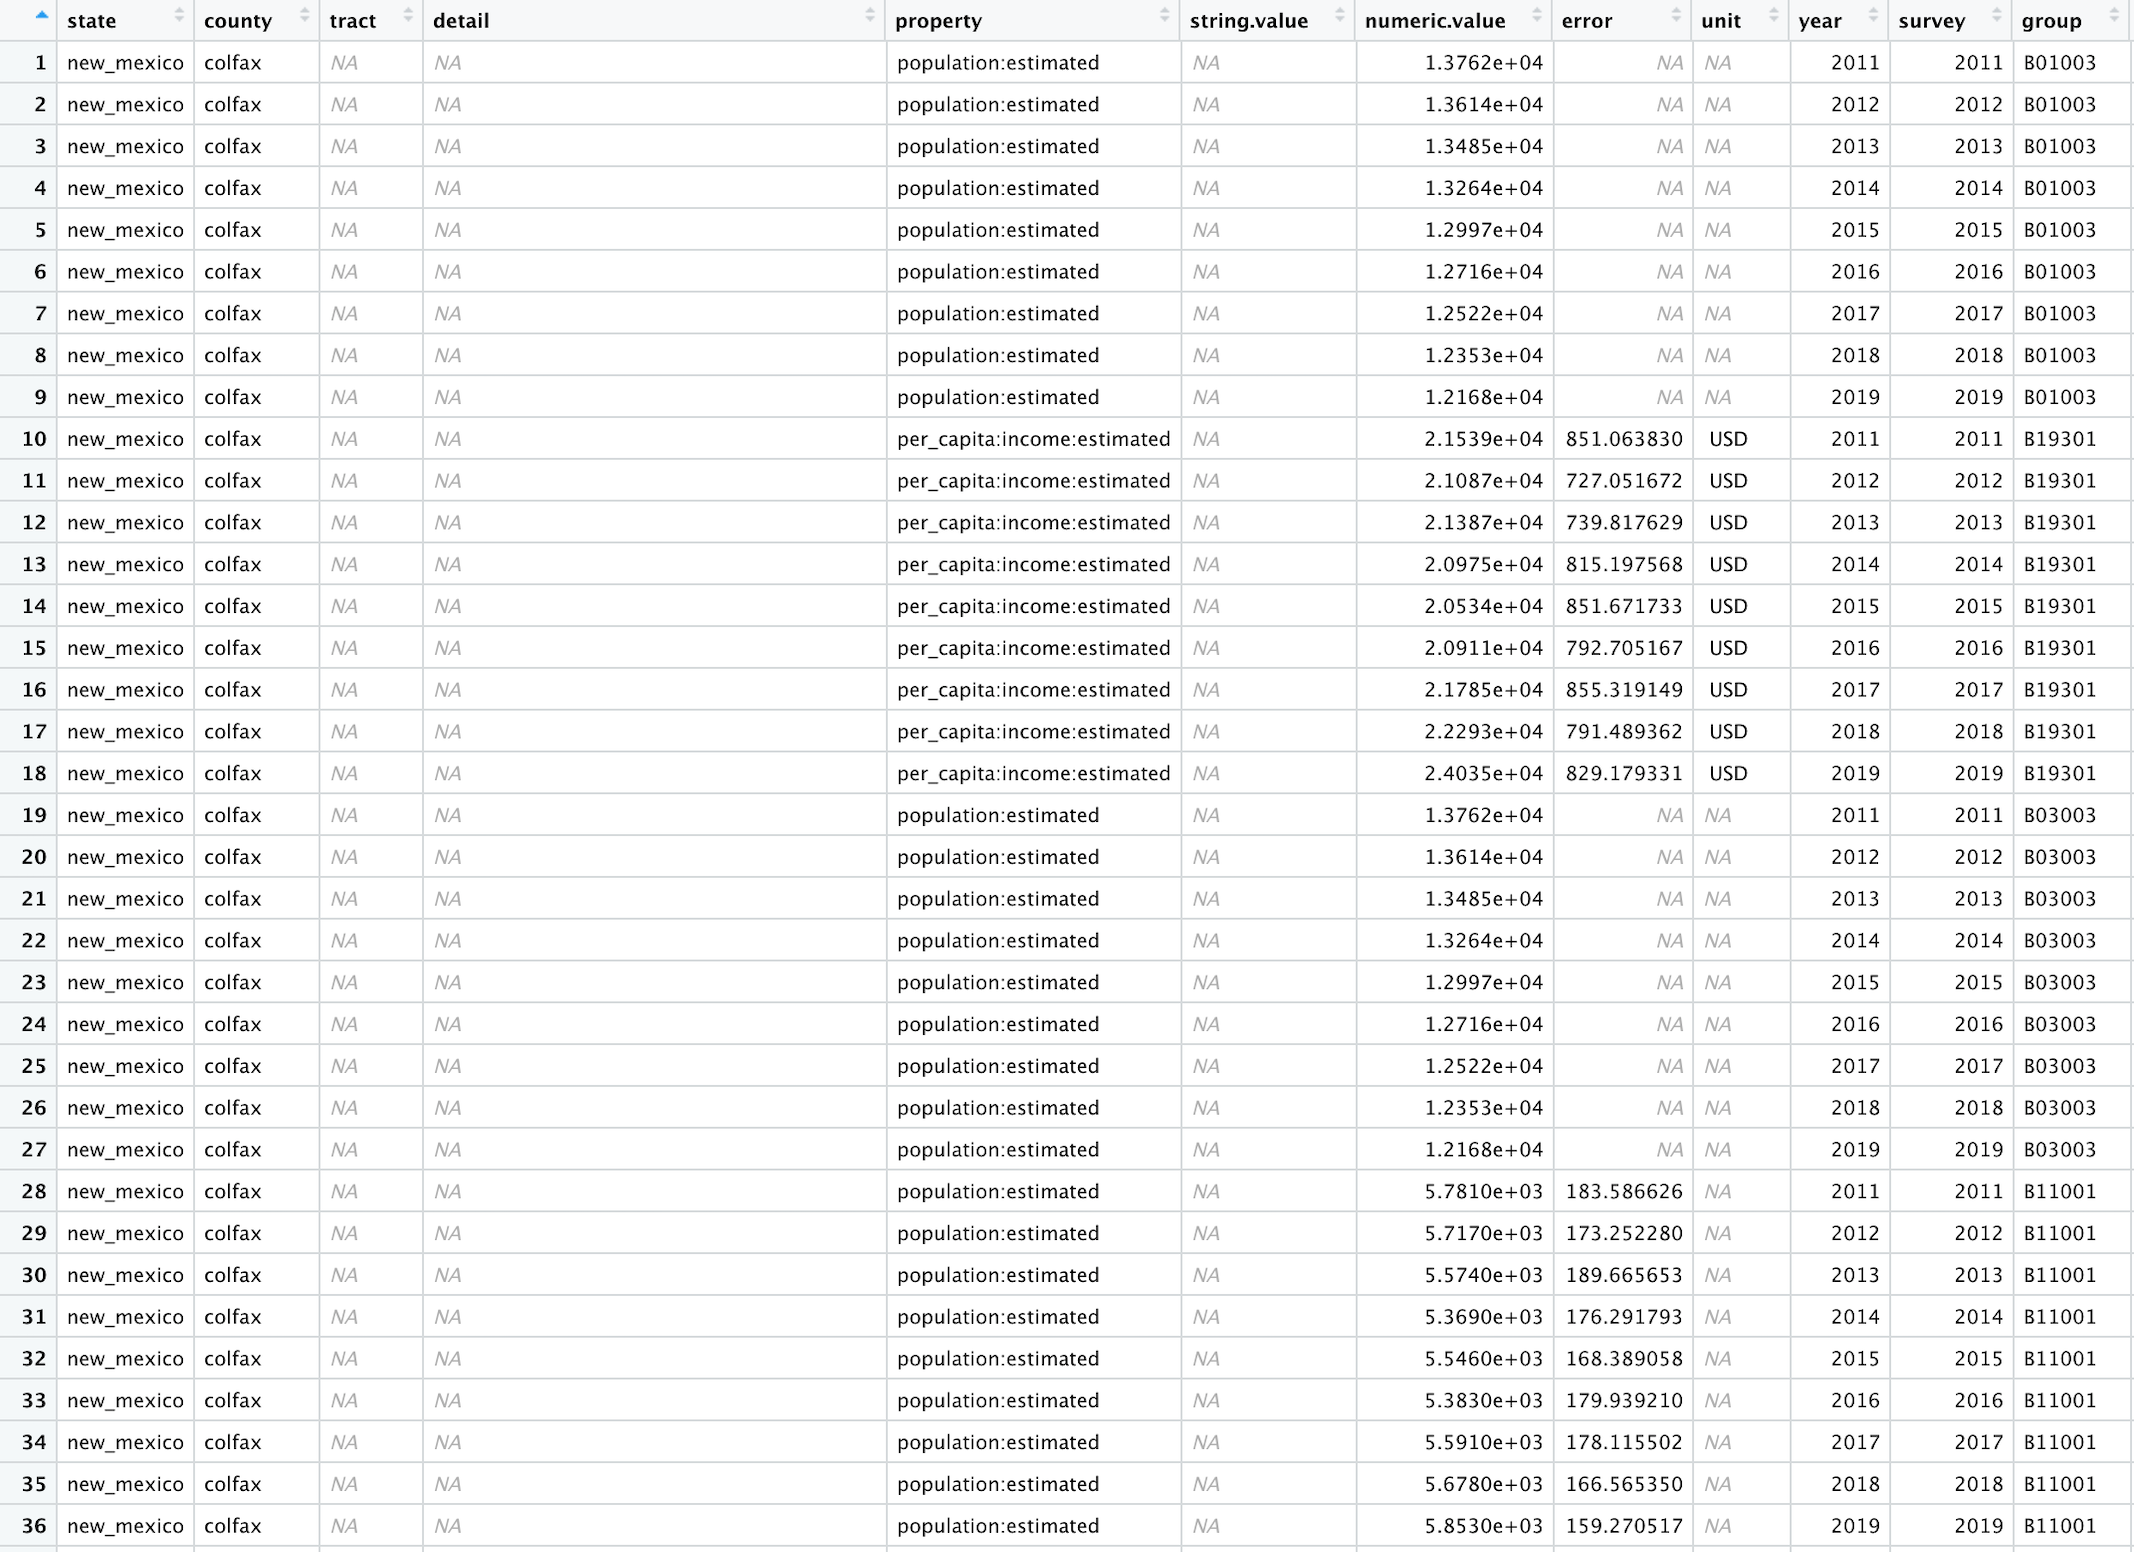 state county tract detail property string.value numeric.value error unit year survey group
1 new_mexico colfax NA NA population:estimated NA 1.3762e+04 NA NA 2011 2011 B01003
2 new_mexico colfax NA NA population:estimated NA 1.3614e+04 NA NA 2012 2012 B01003
3 new_mexico colfax NA NA population:estimated NA 1.3485e+04 NA NA 2013 2013 B01003
4 new_mexico colfax NA NA population:estimated NA 1.3264e+04 NA NA 2014 2014 B01003
5 new_mexico colfax NA NA population:estimated NA 1.2997e+04 NA NA 2015 2015 B01003
6 new_mexico colfax NA NA population:estimated NA 1.2716e+04 NA NA 2016 2016 B01003
7 new_mexico colfax NA NA population:estimated NA 1.2522e+04 NA NA 2017 2017 B01003
8 new_mexico colfax NA NA population:estimated NA 1.2353e+04 NA NA 2018 2018 B01003
9 new_mexico colfax NA NA population:estimated NA 1.2168e+04 NA NA 2019 2019 B01003
10 new_mexico colfax NA NA per_capita:income:estimated NA 2.1539e+04 851.063830 USD 2011 2011 B19301
11 new_mexico colfax NA NA per_capita:income:estimated NA 2.1087e+04 727.051672 USD 2012 2012 B19301
12 new_mexico colfax NA NA per_capita:income:estimated NA 2.1387e+04 739.817629 USD 2013 2013 B19301
13 new_mexico colfax NA NA per_capita:income:estimated NA 2.0975e+04 815.197568 USD 2014 2014 B19301
14 new_mexico colfax NA NA per_capita:income:estimated NA 2.0534e+04 851.671733 USD 2015 2015 B19301
15 new_mexico colfax NA NA per_capita:income:estimated NA 2.0911e+04 792.705167 USD 2016 2016 B19301
16 new_mexico colfax NA NA per_capita:income:estimated NA 2.1785e+04 855.319149 USD 2017 2017 B19301
17 new_mexico colfax NA NA per_capita:income:estimated NA 2.2293e+04 791.489362 USD 2018 2018 B19301
18 new_mexico colfax NA NA per_capita:income:estimated NA 2.4035e+04 829.179331 USD 2019 2019 B19301
19 new_mexico colfax NA NA population:estimated NA 1.3762e+04 NA NA 2011 2011 B03003
20 new_mexico colfax NA NA population:estimated NA 1.3614e+04 NA NA 2012 2012 B03003
21 new_mexico colfax NA NA population:estimated NA 1.3485e+04 NA NA 2013 2013 B03003
22 new_mexico colfax NA NA population:estimated NA 1.3264e+04 NA NA 2014 2014 B03003
23 new_mexico colfax NA NA population:estimated NA 1.2997e+04 NA NA 2015 2015 B03003
24 new_mexico colfax NA NA population:estimated NA 1.2716e+04 NA NA 2016 2016 B03003
25 new_mexico colfax NA NA population:estimated NA 1.2522e+04 NA NA 2017 2017 B03003
26 new_mexico colfax NA NA population:estimated NA 1.2353e+04 NA NA 2018 2018 B03003
27 new_mexico colfax NA NA population:estimated NA 1.2168e+04 NA NA 2019 2019 B03003
28 new_mexico colfax NA NA population:estimated NA 5.7810e+03 183.586626 NA 2011 2011 B11001
29 new_mexico colfax NA NA population:estimated NA 5.7170e+03 173.252280 NA 2012 2012 B11001
30 new_mexico colfax NA NA population:estimated NA 5.5740e+03 189.665653 NA 2013 2013 B11001
31 new_mexico colfax NA NA population:estimated NA 5.3690e+03 176.291793 NA 2014 2014 B11001
32 new_mexico colfax NA NA population:estimated NA 5.5460e+03 168.389058 NA 2015 2015 B11001
33 new_mexico colfax NA NA population:estimated NA 5.3830e+03 179.939210 NA 2016 2016 B11001
34 new_mexico colfax NA NA population:estimated NA 5.5910e+03 178.115502 NA 2017 2017 B11001
35 new_mexico colfax NA NA population:estimated NA 5.6780e+03 166.565350 NA 2018 2018 B11001
36 new_mexico colfax NA NA population:estimated NA 5.8530e+03 159.270517 NA 2019 2019 B11001